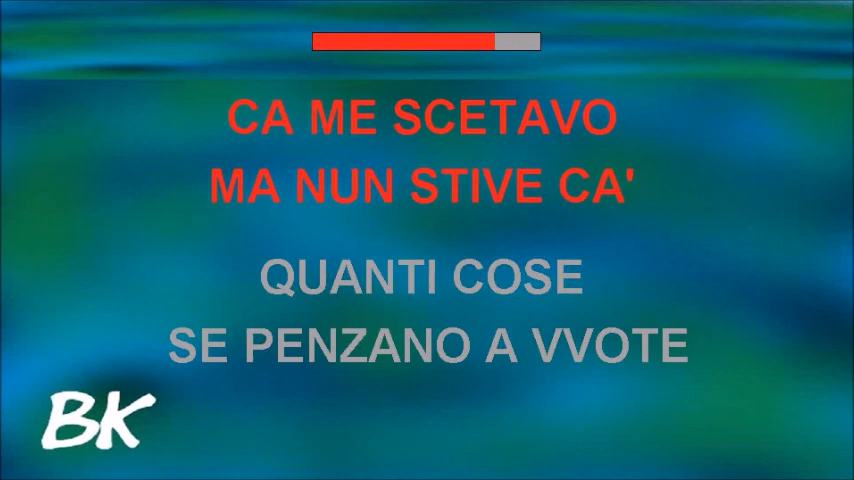 CA ME SCETAVO
MA NUN STIVE CA'
QUANTI COSE
SE PENZANO A VVOTE
BK